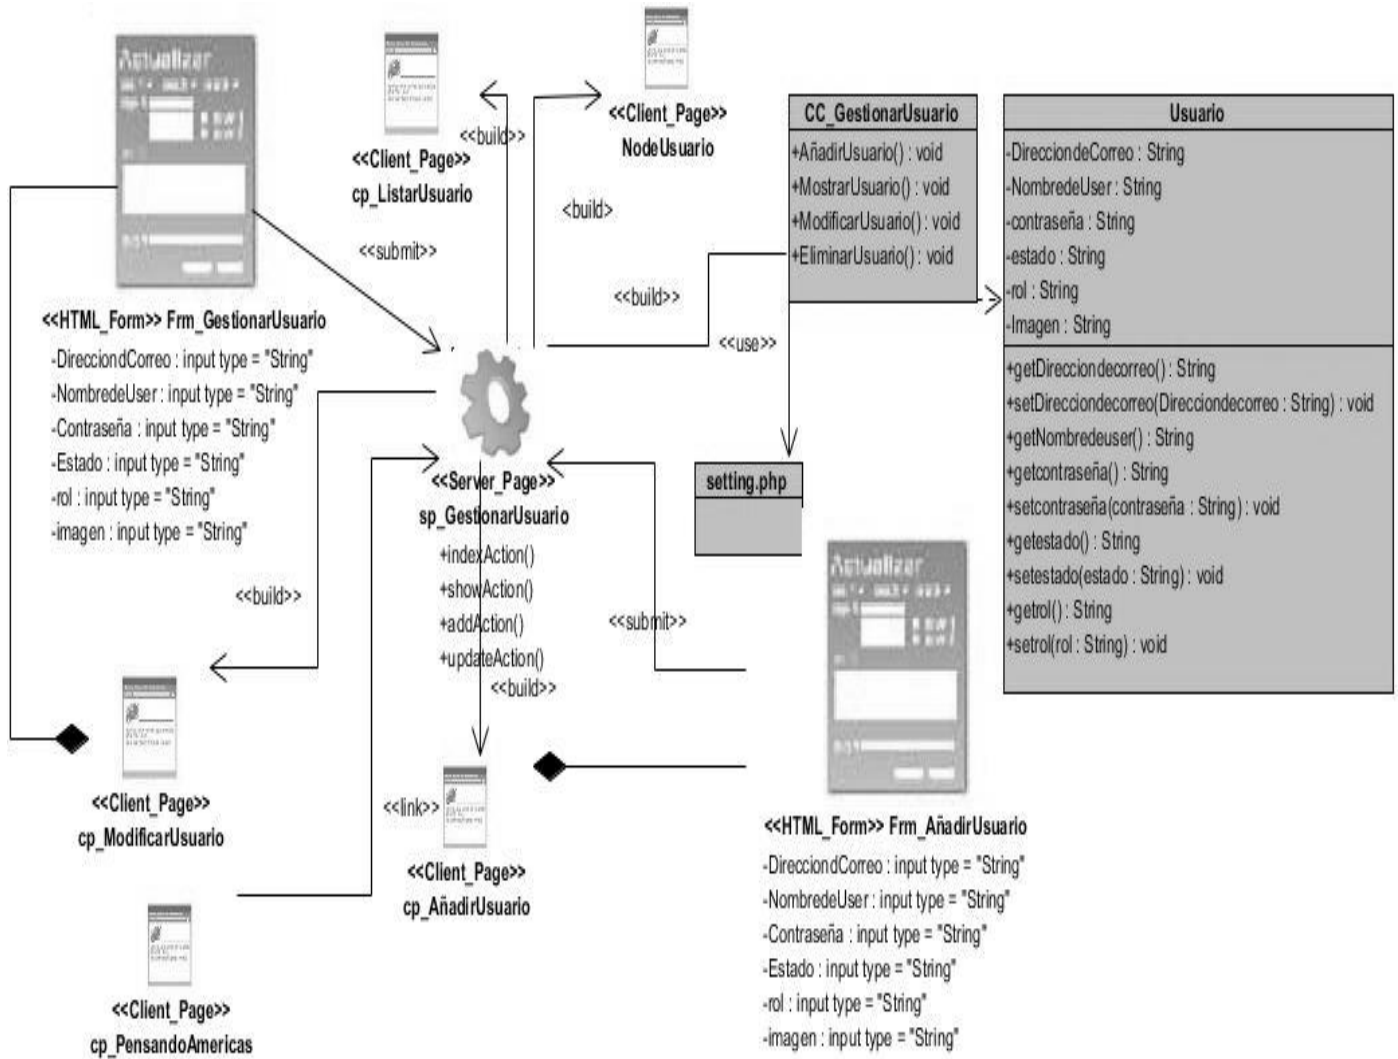 Actualizar
<<Client_Page>>
cp_ListarUsuario
<<build>>
<<Client_Page>>
NodeUsuario
<build>
<<submit>>
<<build>>
<<use>>
CC_GestionarUsuario
+AñadirUsuario() : void
+MostrarUsuario() : void
+ModificarUsuario() : void
+EliminarUsuario() : void
Usuario
-DirecciondeCorreo : String
-NombredeUser : String
-contraseña : String
-estado : String
-rol : String
-Imagen : String
+getDirecciondecorreo() : String
+setDirecciondecorreo(Direcciondecorreo : String) : void
+getNombredeuser() : String
+getcontraseña() : String
+setcontraseña(contraseña : String) : void
+getestado() : String
+setestado(estado : String) : void
+getrol() : String
+setrol(rol : String) : void
<<HTML_Form>> Frm_GestionarUsuario
-DirecciondCorreo : input type = "String"
-NombredeUser : input type = "String"
-Contraseña : input type = "String"
-Estado : input type = "String"
-rol : input type = "String"
-imagen : input type = "String"
<<Server_Page>>
sp_GestionarUsuario
+indexAction()
+showAction()
+addAction()
+updateAction()
setting.php
<<build>>
<<submit>>
<<build>>
Actualizar
<<Client_Page>>
cp_ModificarUsuario
<<link>>
<<Client_Page>>
cp_AñadirUsuario
<<HTML_Form>> Frm_AñadirUsuario
-DirecciondCorreo : input type = "String"
-NombredeUser : input type = "String"
-Contraseña : input type = "String"
-Estado : input type = "String"
-rol : input type = "String"
-imagen : input type = "String"
<<Client_Page>>
cp_PensandoAmericas